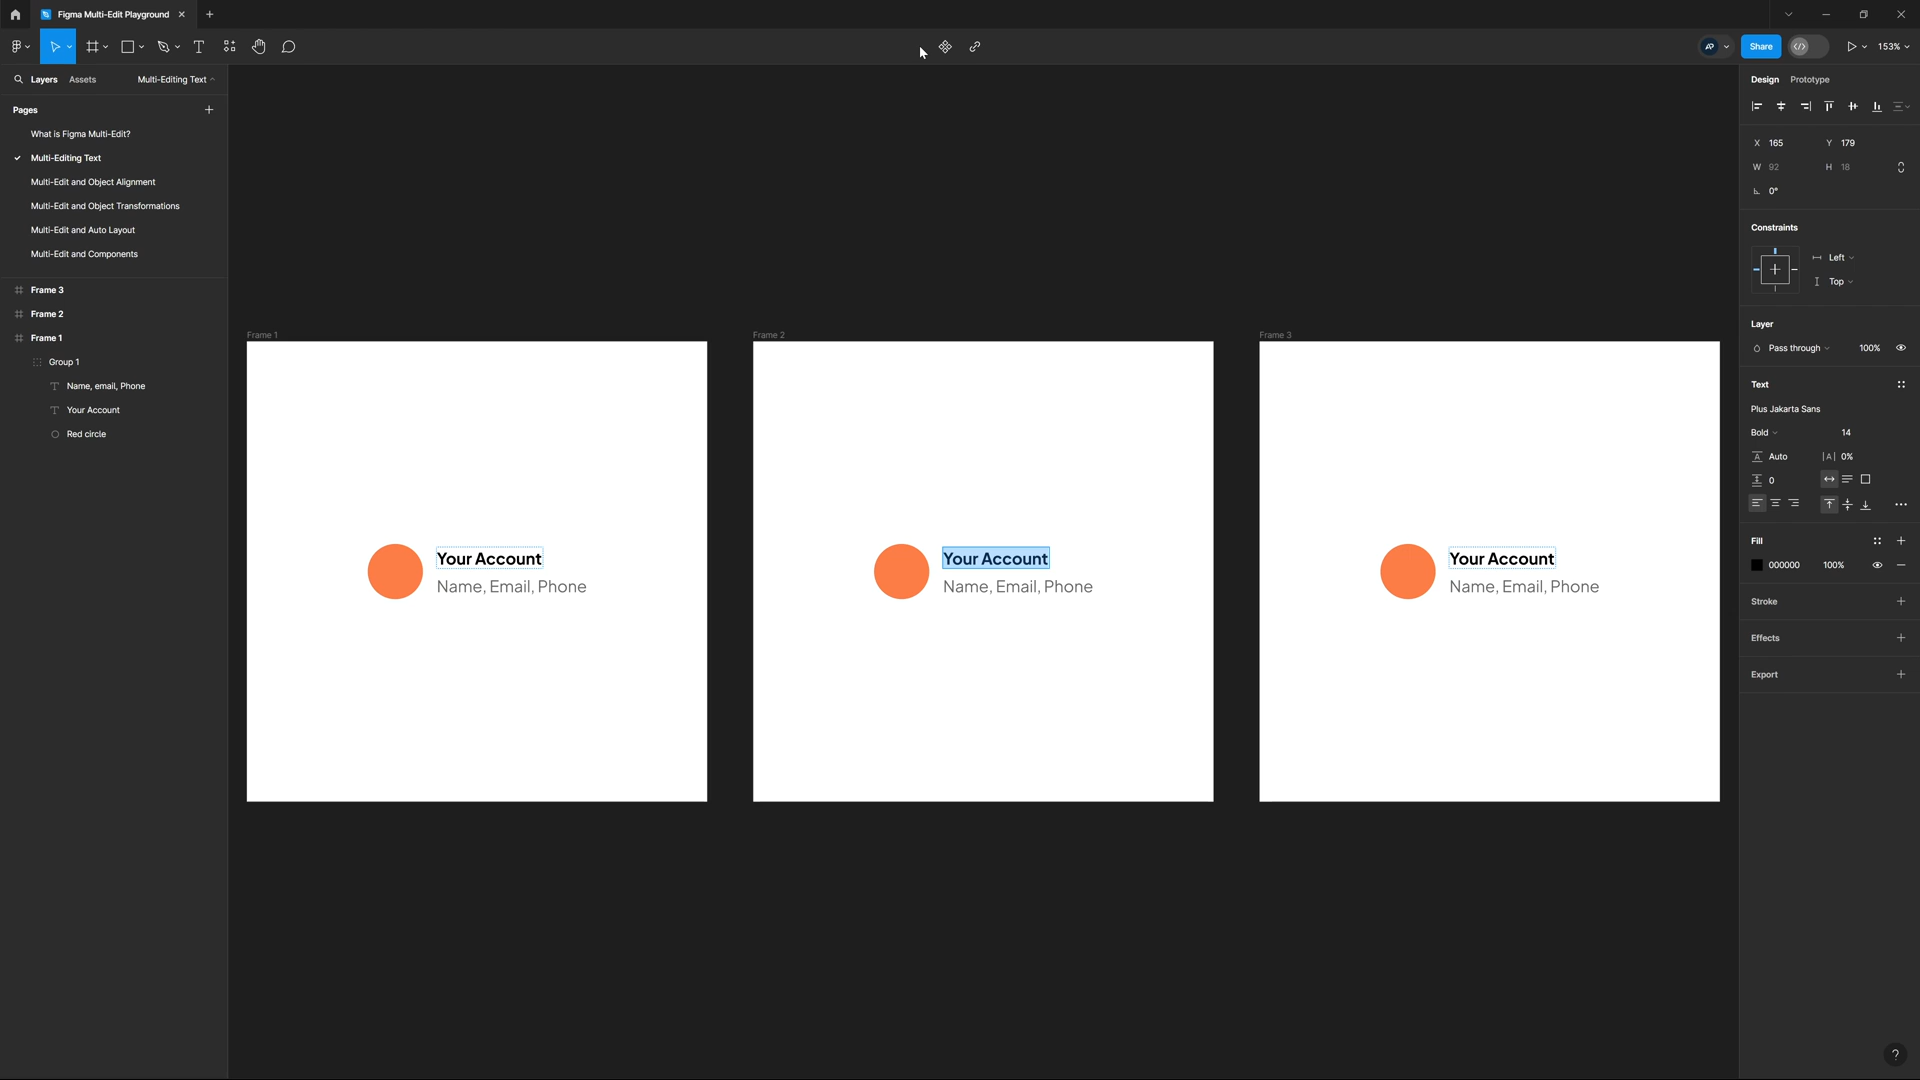 Figma Multi-Edit Playground
AP
Share
153%
Layers
Assets
Multi-Editing Text
Pages
What is Figma Multi-Edit?
Multi-Editing Text
Multi-Edit and Object Alignment
Multi-Edit and Object Transformations
Multi-Edit and Auto Layout
Multi-Edit and Components
Frame 3
Frame 2
Frame 1
Group 1
Name, email, Phone
Your Account
Red circle
Frame 1
Your Account
Name, Email, Phone
Frame 2
Your Account
Name, Email, Phone
Frame 3
Your Account
Name, Email, Phone
Design
Prototype
X 165
Y 179
W 92
H 18
0°
Constraints
Left
Top
Layer
Pass through
100%
Text
Plus Jakarta Sans
Bold
14
Auto
|A| 0%
0
Fill
000000
100%
Stroke
Effects
Export
?